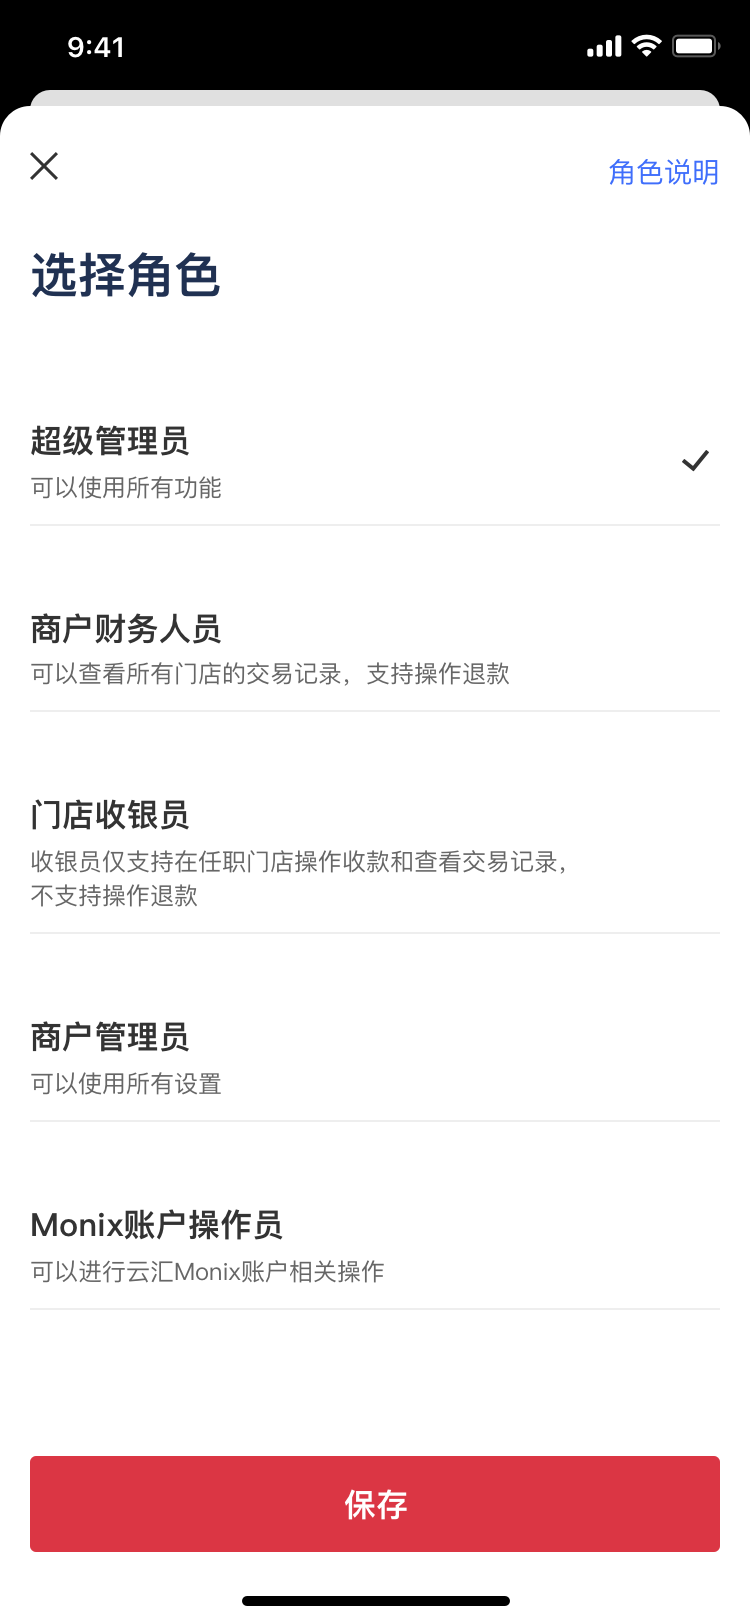 9:41
角色说明
选择角色
超级管理员
可以使用所有功能
商户财务人员
可以查看所有门店的交易记录，支持操作退款
门店收银员
收银员仅支持在任职门店操作收款和查看交易记录，
不支持操作退款
商户管理员
可以使用所有设置
Monix账户操作员
可以进行云汇Monix账户相关操作
保存